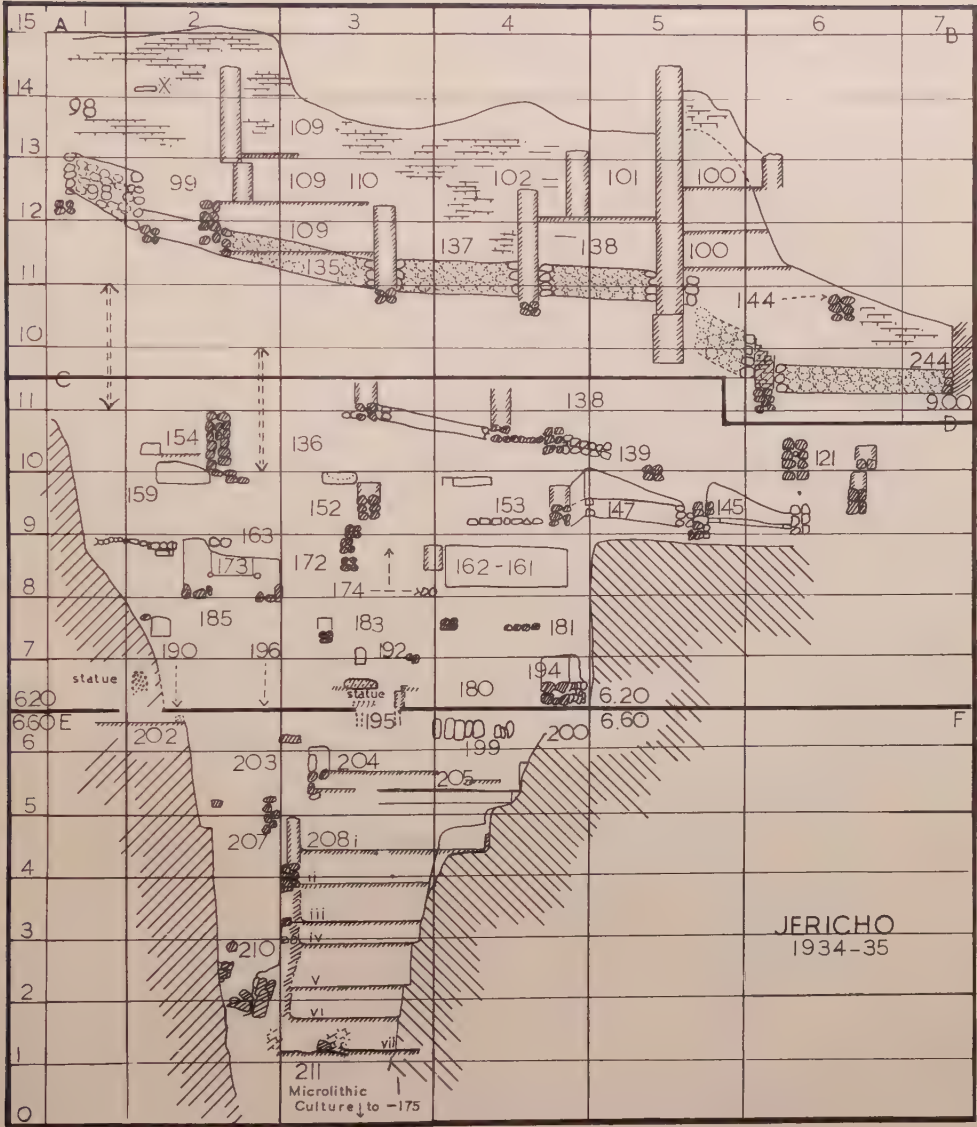 15 A 2 3 4 5 6 7 B
14
X
98
109
13
98 99 109 110 102 101 100
12
109 137 138 100
135
11
144
10
244
C
900
D
11
138
154 136
139 121
10
159 152 153 147 145
9
163
172
1731 162-161
174
8
185 183 181
7
190 196 192
194
statue
statue
180
620 6.20
195
6.60 E 6.60 F
202 199 200
6
203 204
205
5
207 208 i
4
ii
iii
3
iv
210
JERICHO
1934-35
v
2
vi
vii
1
211
Microlithic
Culture ↓ to -175
0